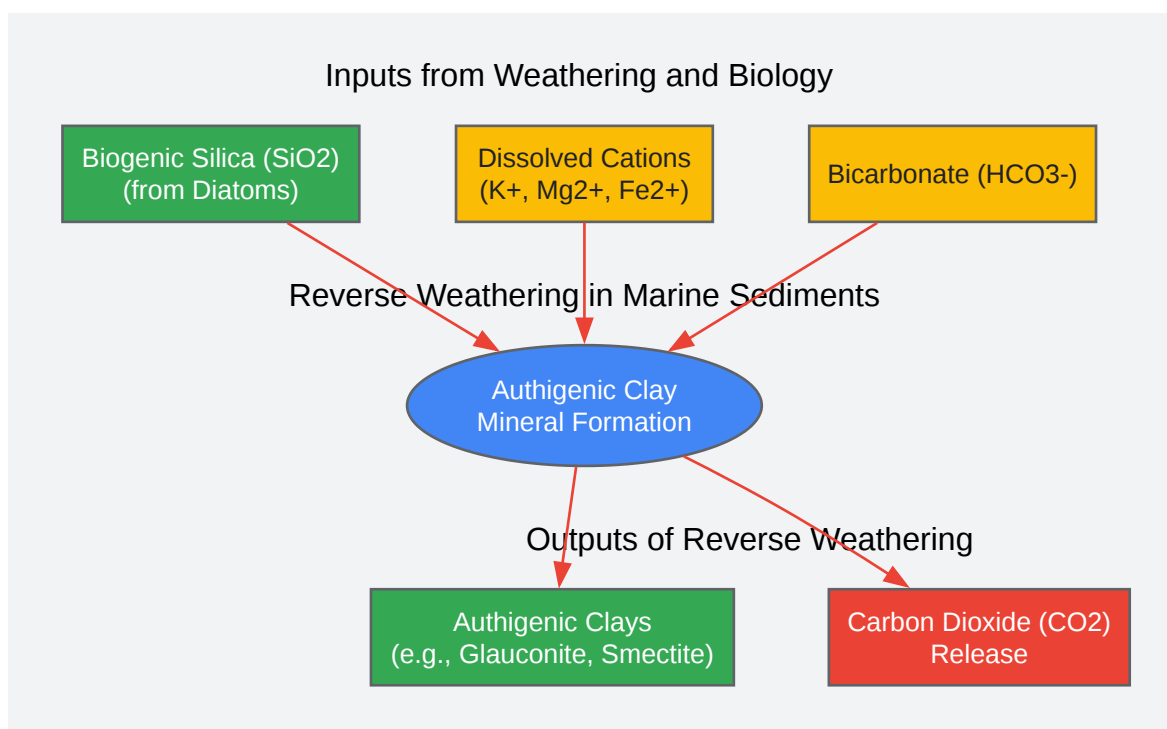 Inputs from Weathering and Biology
Biogenic Silica (SiO2)
(from Diatoms)
Dissolved Cations
(K+, Mg2+, Fe2+)
Bicarbonate (HCO3-)
Reverse Weathering in Marine Sediments
Authigenic Clay
Mineral Formation
Outputs of Reverse Weathering
Authigenic Clays
(e.g., Glauconite, Smectite)
Carbon Dioxide (CO2)
Release